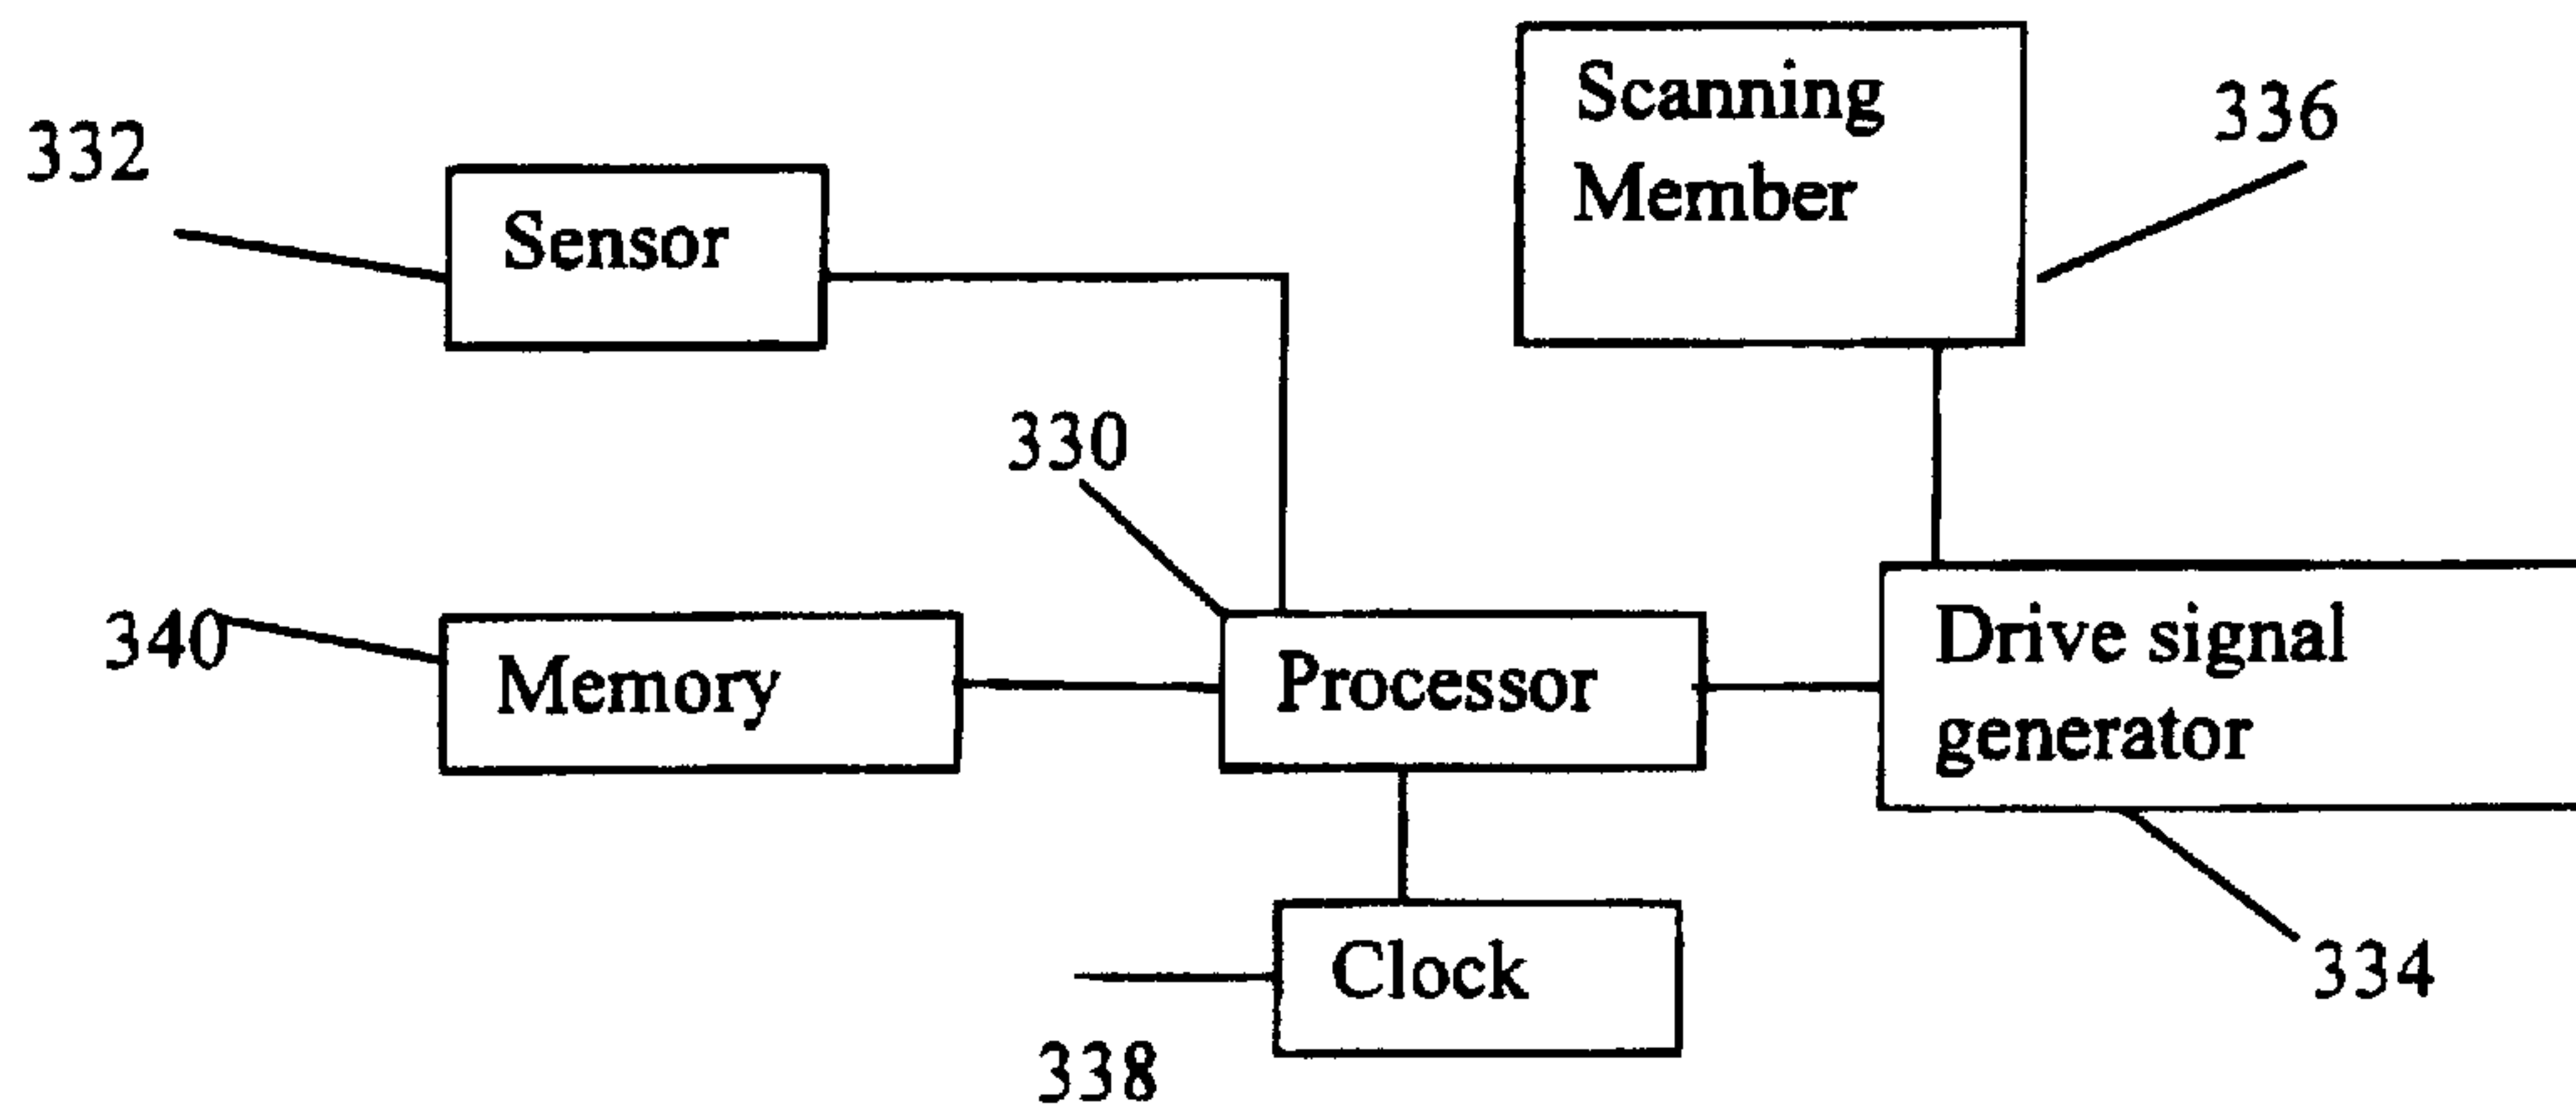 Scanning
Member
336
332
Sensor
330
340
Memory
Processor
Drive signal
generator
Clock
334
338